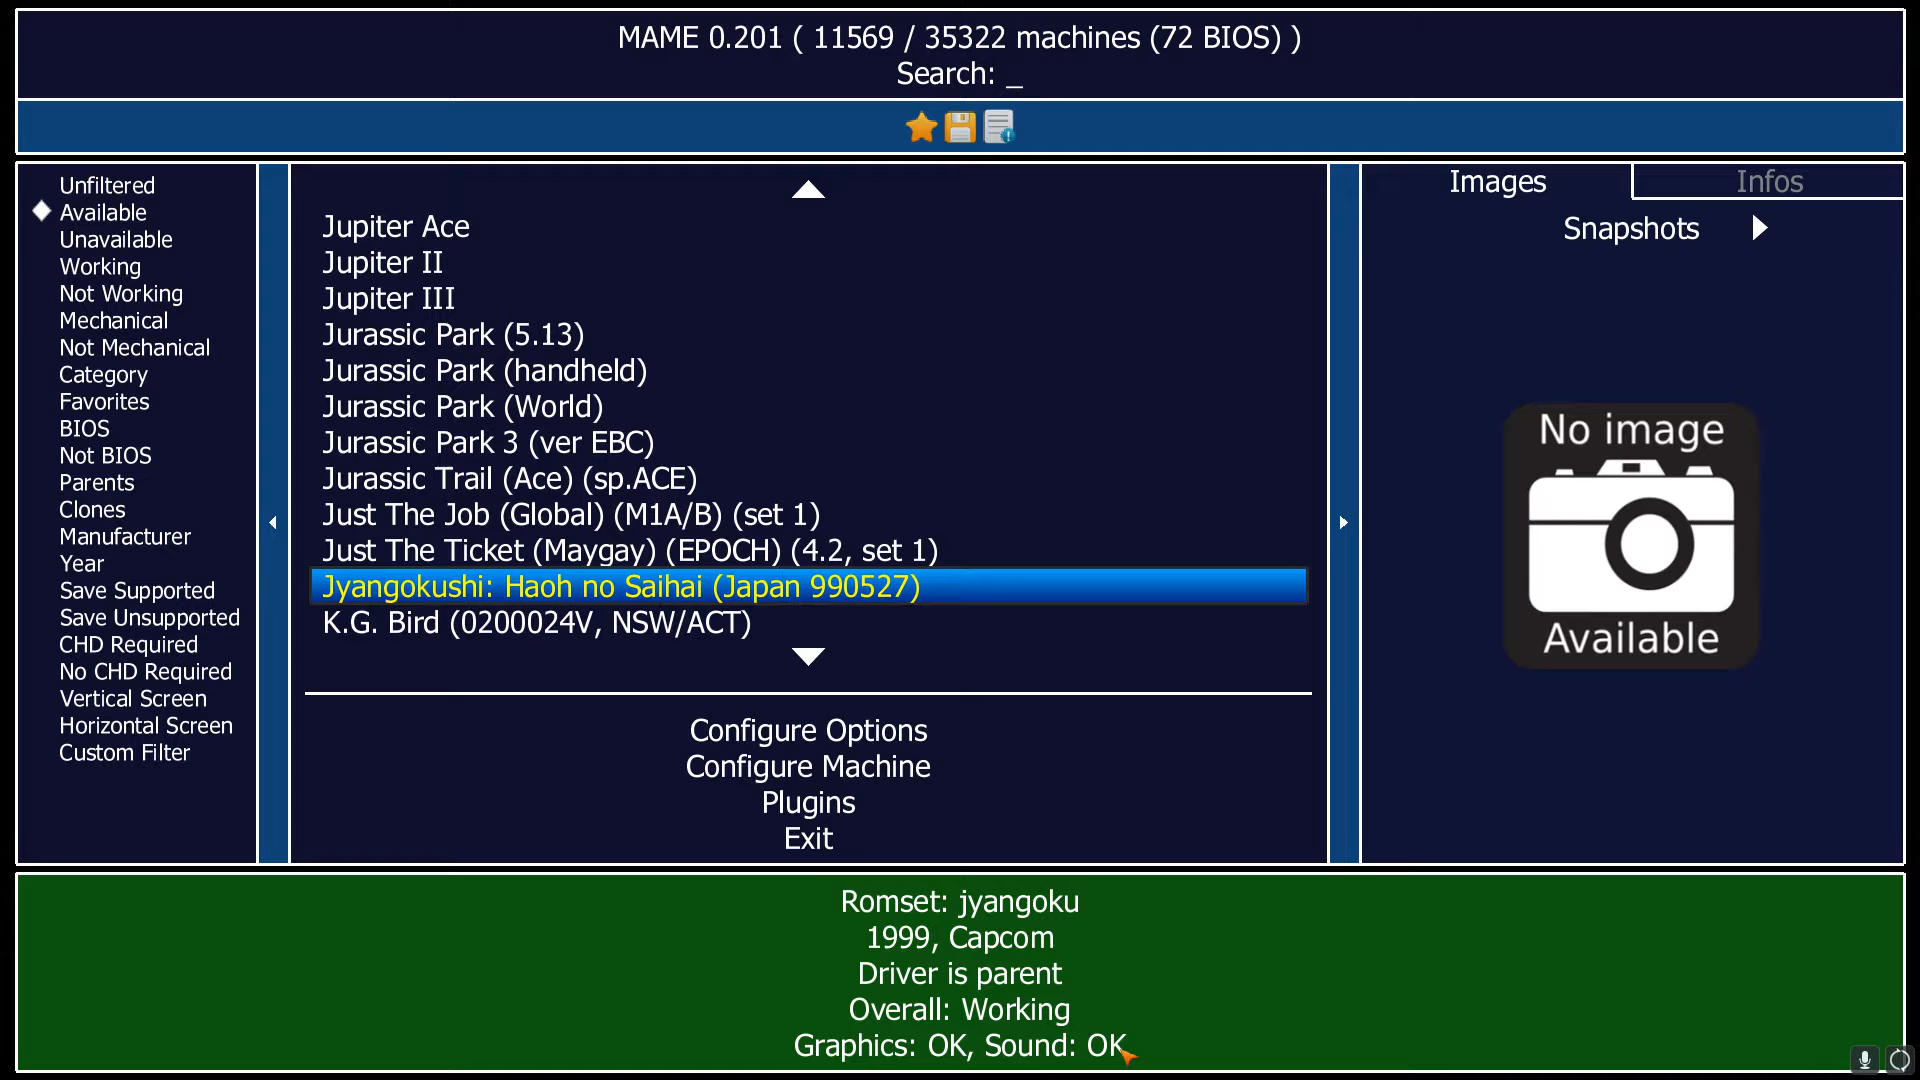 MAME 0.201 ( 11569 / 35322 machines (72 BIOS) )
Search: _
Unfiltered
Available
Unavailable
Working
Not Working
Mechanical
Not Mechanical
Category
Favorites
BIOS
Not BIOS
Parents
Clones
Manufacturer
Year
Save Supported
Save Unsupported
CHD Required
No CHD Required
Vertical Screen
Horizontal Screen
Custom Filter
Jupiter Ace
Jupiter II
Jupiter III
Jurassic Park (5.13)
Jurassic Park (handheld)
Jurassic Park (World)
Jurassic Park 3 (ver EBC)
Jurassic Trail (Ace) (sp.ACE)
Just The Job (Global) (M1A/B) (set 1)
Just The Ticket (Maygay) (EPOCH) (4.2, set 1)
Jyangokushi: Haoh no Saihai (Japan 990527)
K.G. Bird (0200024V, NSW/ACT)
Configure Options
Configure Machine
Plugins
Exit
Images
Infos
Snapshots
No image
Available
Romset: jyangoku
1999, Capcom
Driver is parent
Overall: Working
Graphics: OK, Sound: OK